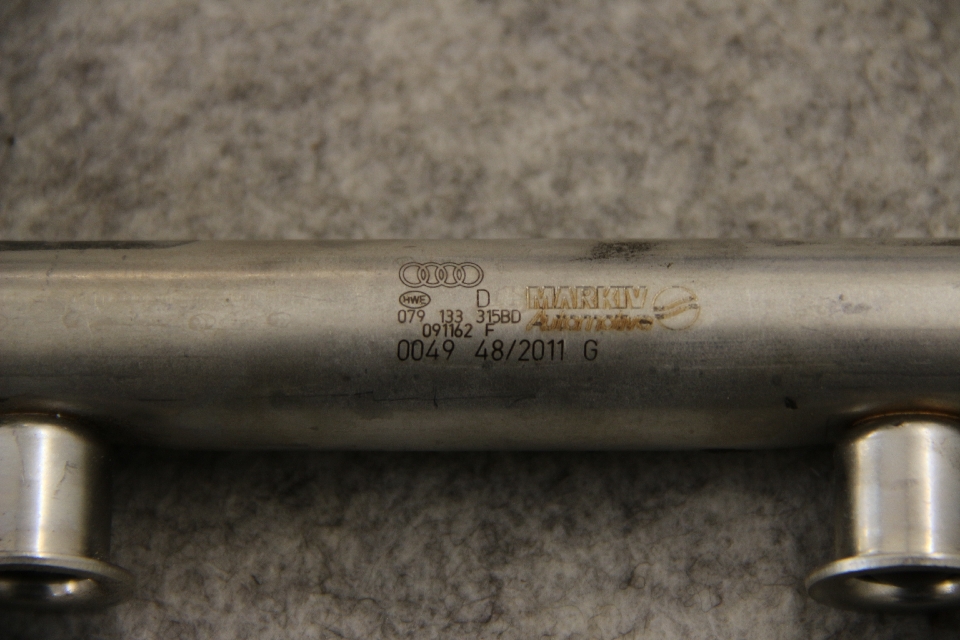 HWE D MARKIV
079 133 315BD Automotive
091162 F
0049 48/2011 G